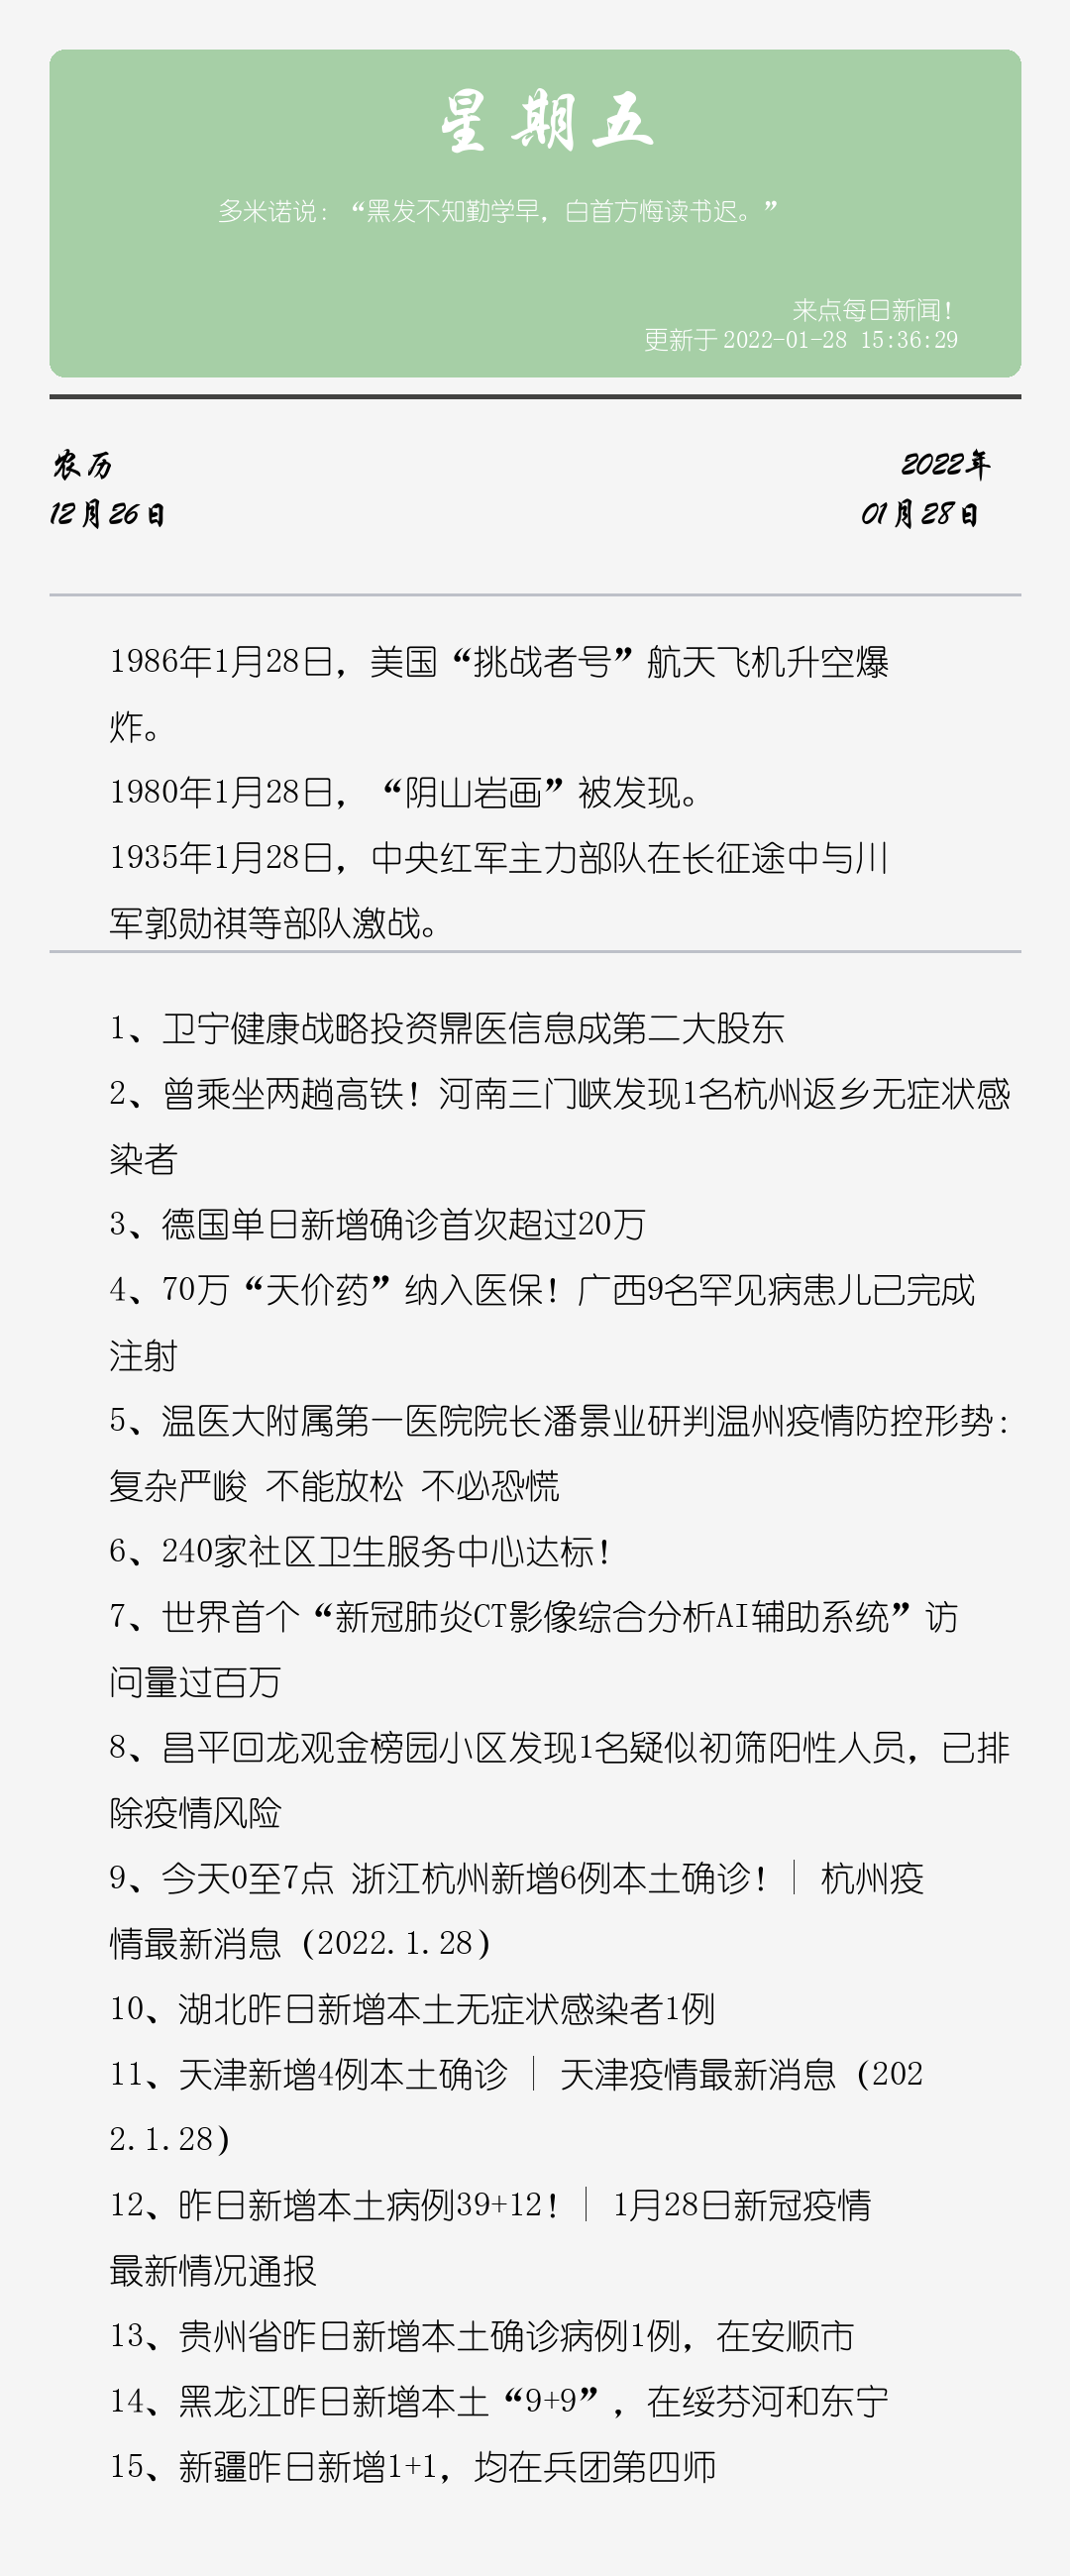 星期五
多米诺说：“黑发不知勤学早，白首方悔读书迟。”
来点每日新闻！
更新于 2022-01-28 15:36:29
农历
2022年
12月26日
01月28日
1986年1月28日，美国“挑战者号”航天飞机升空爆
炸。
1980年1月28日，“阴山岩画”被发现。
1935年1月28日，中央红军主力部队在长征途中与川
军郭勋祺等部队激战。
1、卫宁健康战略投资鼎医信息成第二大股东
2、曾乘坐两趟高铁！河南三门峡发现1名杭州返乡无症状感
染者
3、德国单日新增确诊首次超过20万
4、70万“天价药”纳入医保！广西9名罕见病患儿已完成
注射
5、温医大附属第一医院院长潘景业研判温州疫情防控形势：
复杂严峻 不能放松 不必恐慌
6、240家社区卫生服务中心达标！
7、世界首个“新冠肺炎CT影像综合分析AI辅助系统”访
问量过百万
8、昌平回龙观金榜园小区发现1名疑似初筛阳性人员，已排
除疫情风险
9、今天0至7点 浙江杭州新增6例本土确诊！｜ 杭州疫
情最新消息（2022.1.28）
10、湖北昨日新增本土无症状感染者1例
11、天津新增4例本土确诊 ｜ 天津疫情最新消息（202
2.1.28）
12、昨日新增本土病例39+12！｜ 1月28日新冠疫情
最新情况通报
13、贵州省昨日新增本土确诊病例1例，在安顺市
14、黑龙江昨日新增本土“9+9”，在绥芬河和东宁
15、新疆昨日新增1+1，均在兵团第四师